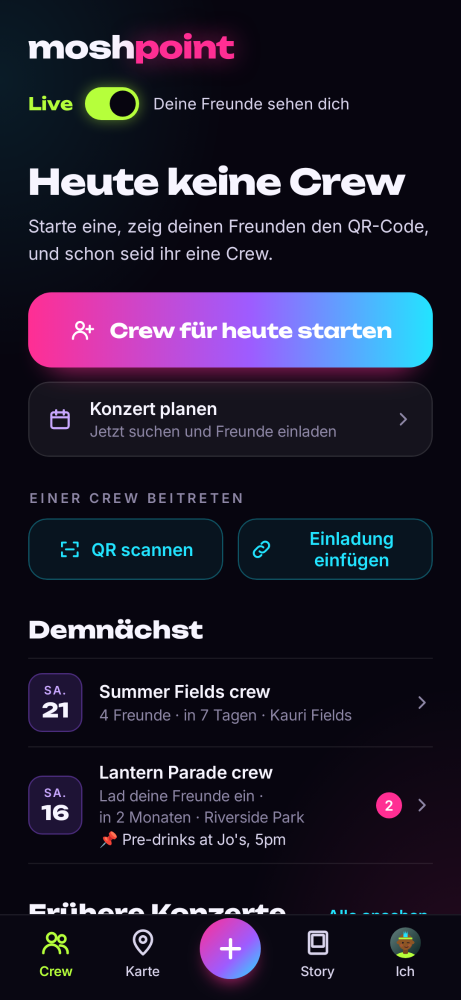 moshpoint
Live Deine Freunde sehen dich
Heute keine Crew
Starte eine, zeig deinen Freunden den QR-Code,
und schon seid ihr eine Crew.
Crew für heute starten
Konzert planen
Jetzt suchen und Freunde einladen
EINER CREW BEITRETEN
QR scannen
Einladung
einfügen
Demnächst
SA.
21
Summer Fields crew
4 Freunde · in 7 Tagen · Kauri Fields
SA.
16
Lantern Parade crew
Lad deine Freunde ein ·
in 2 Monaten · Riverside Park
📌 Pre-drinks at Jo's, 5pm
2
Frühere Konzerte
Alle ansehen
Crew
Karte
Story
Ich